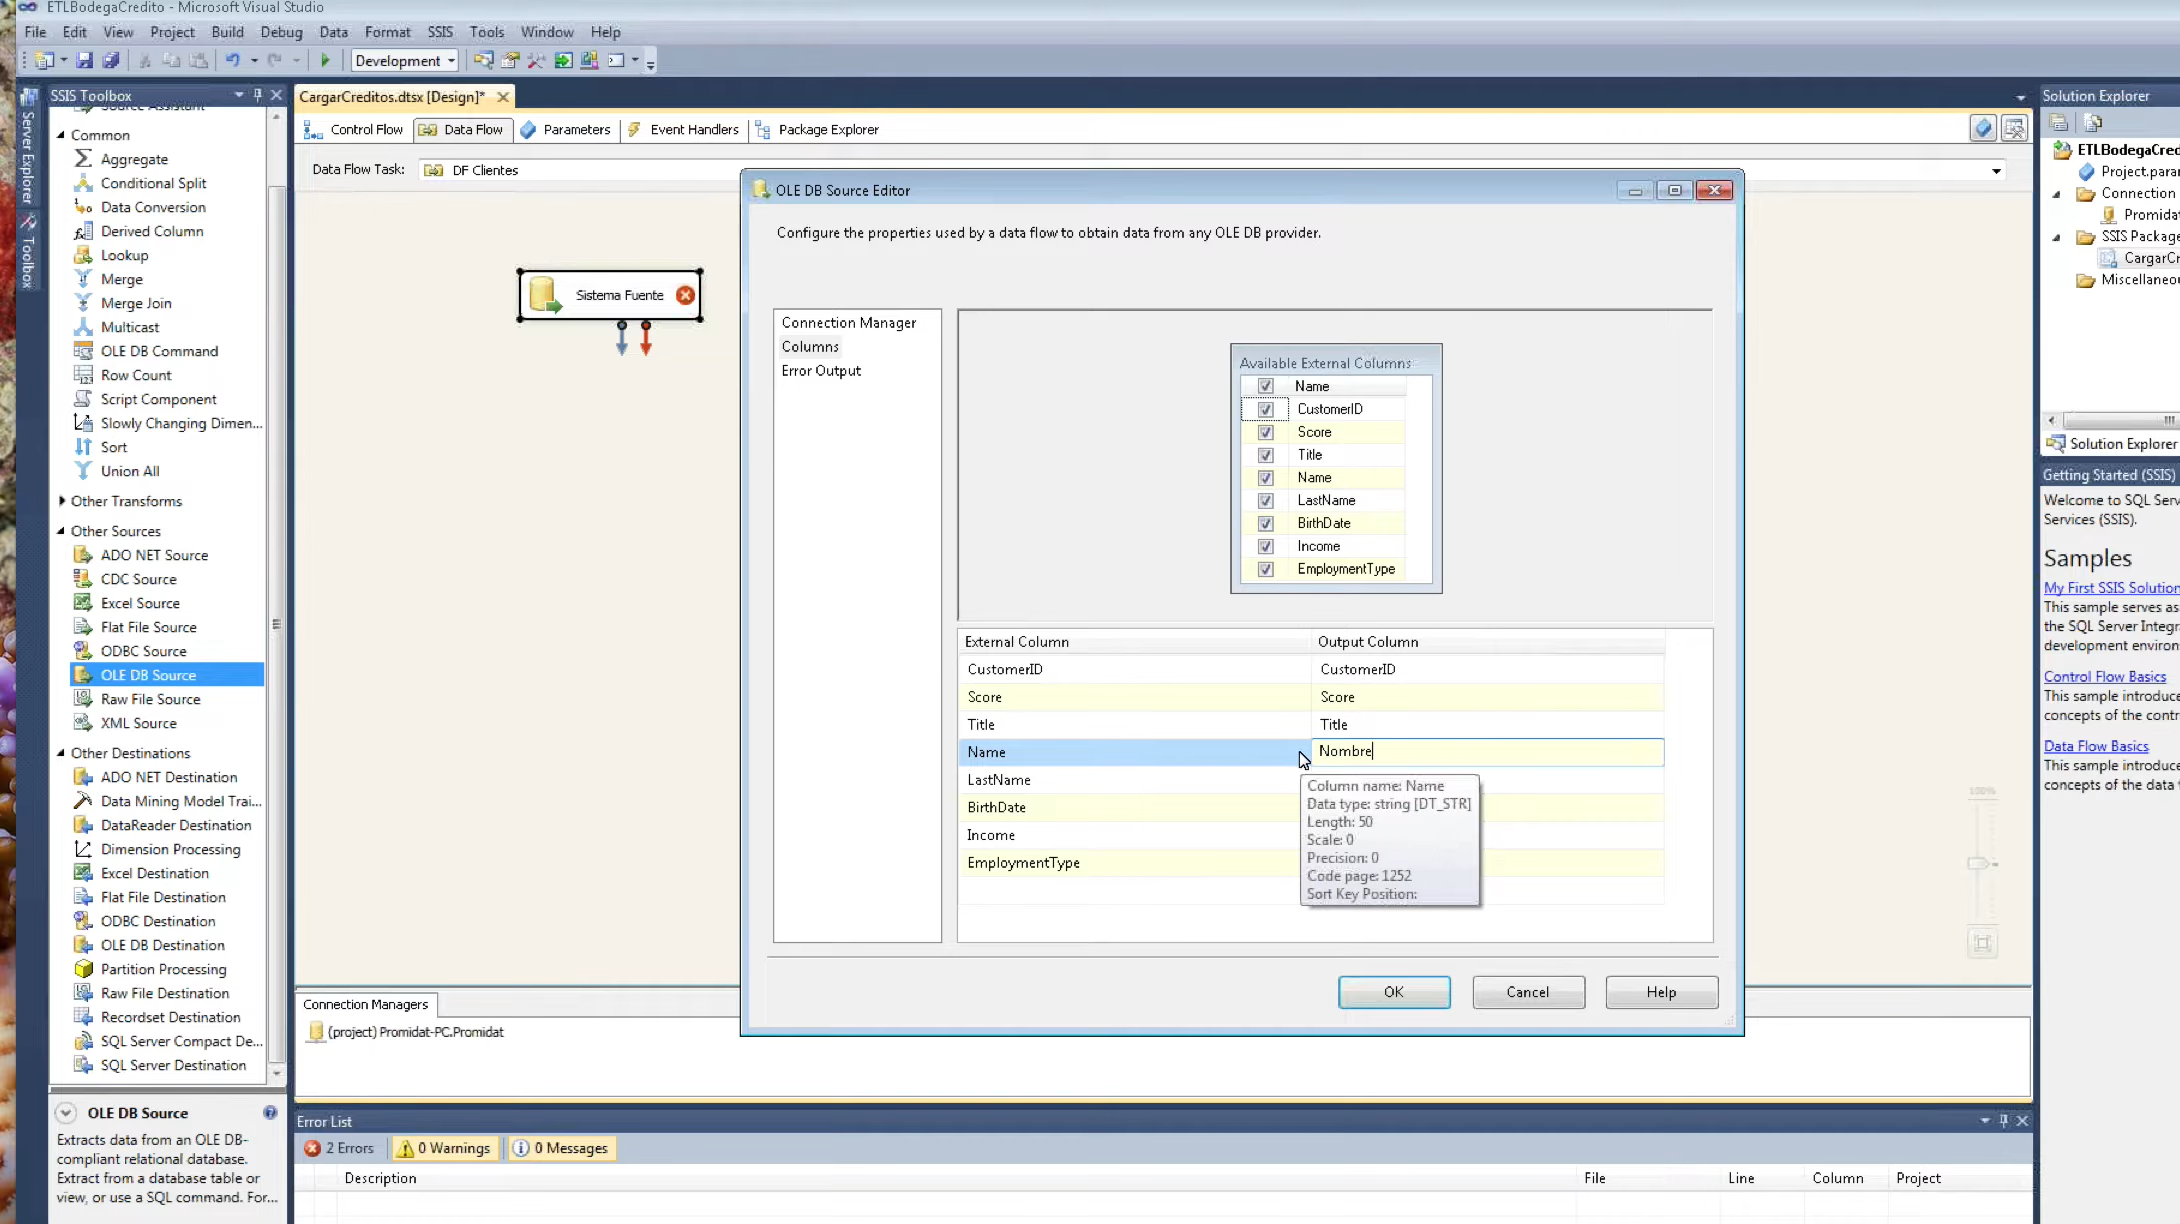 ETLBodegaCredito - Microsoft Visual Studio
File Edit View Project Build Debug Data Format SSIS Tools Window Help
Development
Server Explorer
Toolbox
SSIS Toolbox
Source Assistant
Common
Aggregate
Conditional Split
Data Conversion
Derived Column
Lookup
Merge
Merge Join
Multicast
OLE DB Command
Row Count
Script Component
Slowly Changing Dimen...
Sort
Union All
Other Transforms
Other Sources
ADO NET Source
CDC Source
Excel Source
Flat File Source
ODBC Source
OLE DB Source
Raw File Source
XML Source
Other Destinations
ADO NET Destination
Data Mining Model Trai...
DataReader Destination
Dimension Processing
Excel Destination
Flat File Destination
ODBC Destination
OLE DB Destination
Partition Processing
Raw File Destination
Recordset Destination
SQL Server Compact De...
SQL Server Destination
OLE DB Source
Extracts data from an OLE DB-
compliant relational database.
Extract from a database table or
view, or use a SQL command. For...
CargarCreditos.dtsx [Design]*
Control Flow Data Flow Parameters Event Handlers Package Explorer
Data Flow Task: DF Clientes
Sistema Fuente
OLE DB Source Editor
Configure the properties used by a data flow to obtain data from any OLE DB provider.
Connection Manager
Columns
Error Output
Available External Columns
Name
CustomerID
Score
Title
Name
LastName
BirthDate
Income
EmploymentType
External Column Output Column
CustomerID CustomerID
Score Score
Title Title
Name Nombre
LastName
BirthDate
Income
EmploymentType
Column name: Name
Data type: string [DT_STR]
Length: 50
Scale: 0
Precision: 0
Code page: 1252
Sort Key Position:
OK Cancel Help
100%
Connection Managers
(project) Promidat-PC.Promidat
Error List
2 Errors 0 Warnings 0 Messages
Description File Line Column Project
Solution Explorer
ETLBodegaCred
Project.para
Connection
Promidat
SSIS Package
CargarCr
Miscellaneo
Solution Explorer
Getting Started (SSIS)
Welcome to SQL Serv
Services (SSIS).
Samples
My First SSIS Solution
This sample serves as
the SQL Server Integra
development environ
Control Flow Basics
This sample introduce
concepts of the contr
Data Flow Basics
This sample introduce
concepts of the data